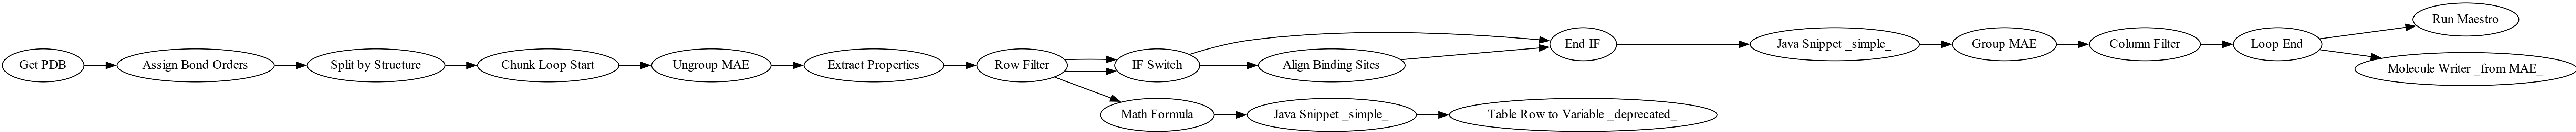 Get PDB
Assign Bond Orders
Split by Structure
Chunk Loop Start
Ungroup MAE
Extract Properties
Row Filter
IF Switch
Align Binding Sites
End IF
Java Snippet _simple_
Group MAE
Column Filter
Loop End
Run Maestro
Molecule Writer _from MAE_
Math Formula
Java Snippet _simple_
Table Row to Variable _deprecated_